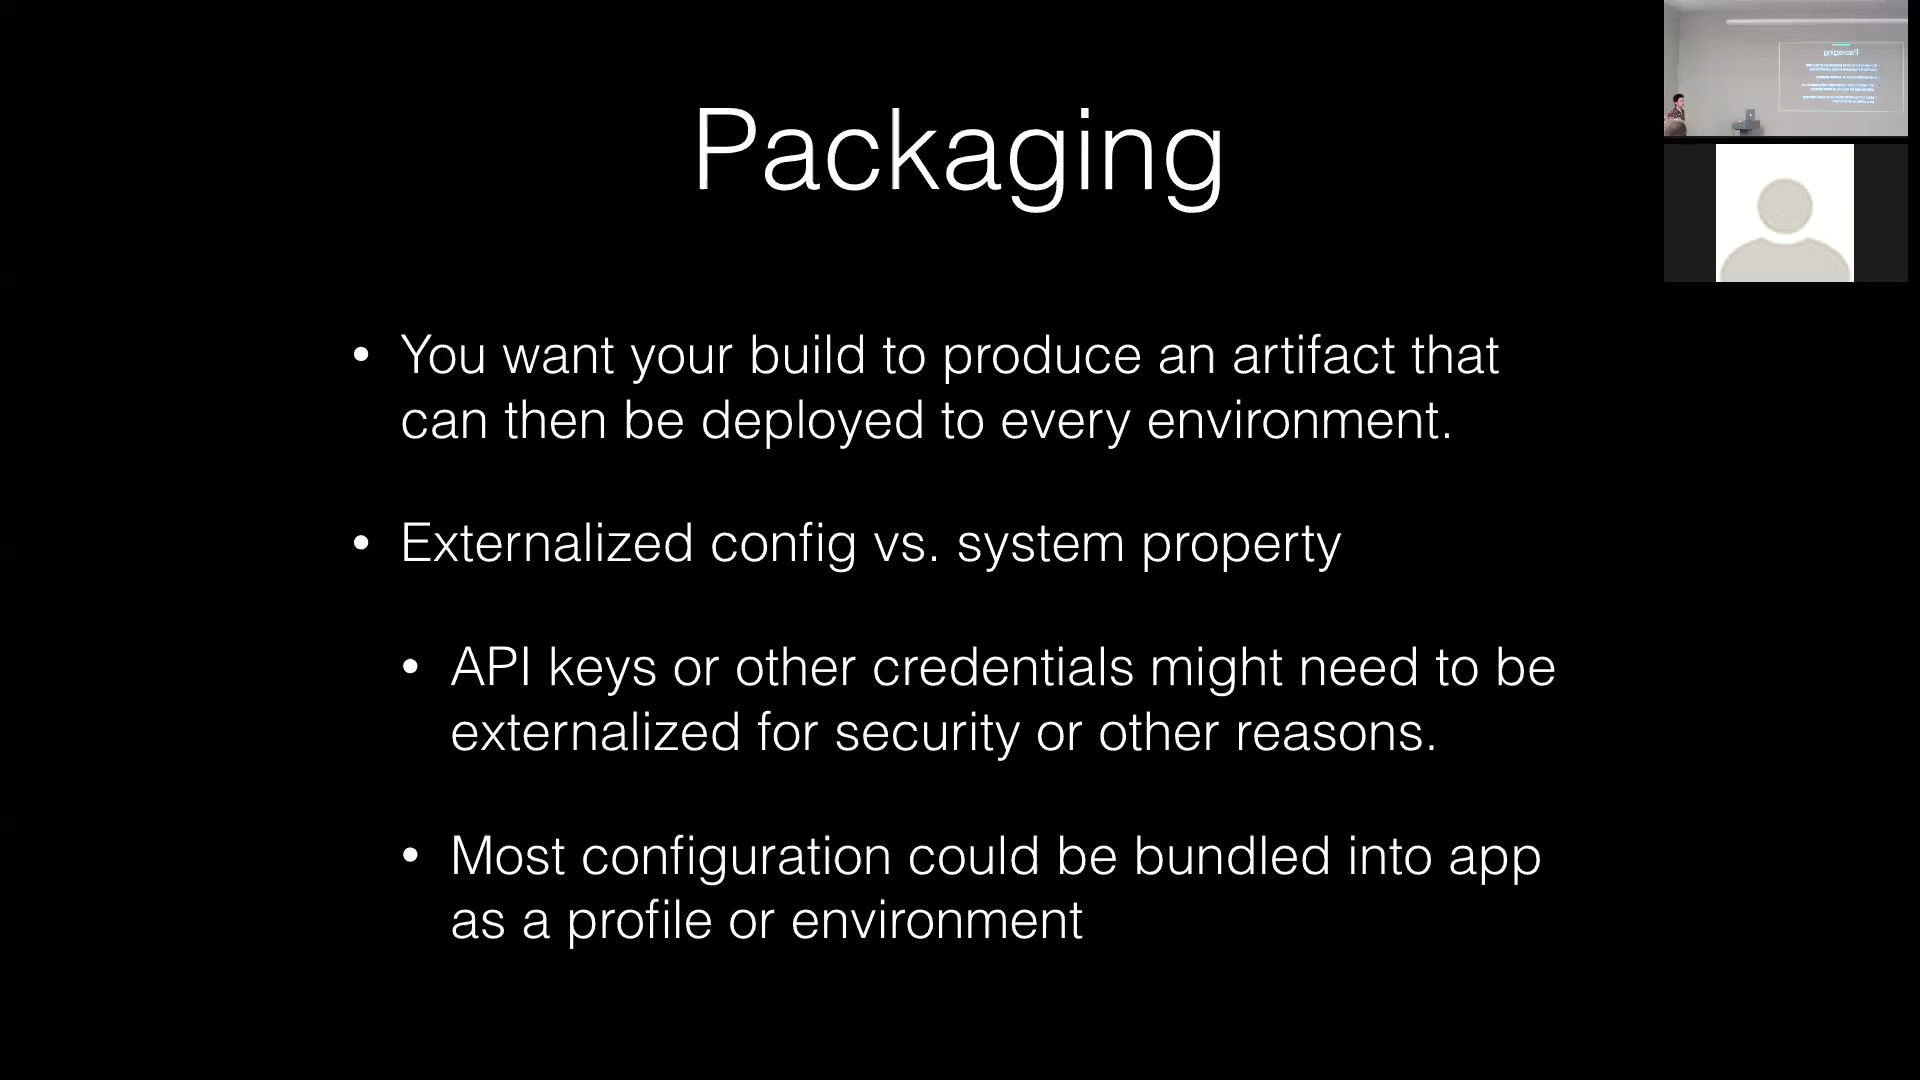 Packaging
• You want your build to produce an artifact that
can then be deployed to every environment.
• Externalized config vs. system property
• API keys or other credentials might need to be
externalized for security or other reasons.
• Most configuration could be bundled into app
as a profile or environment
Packaging